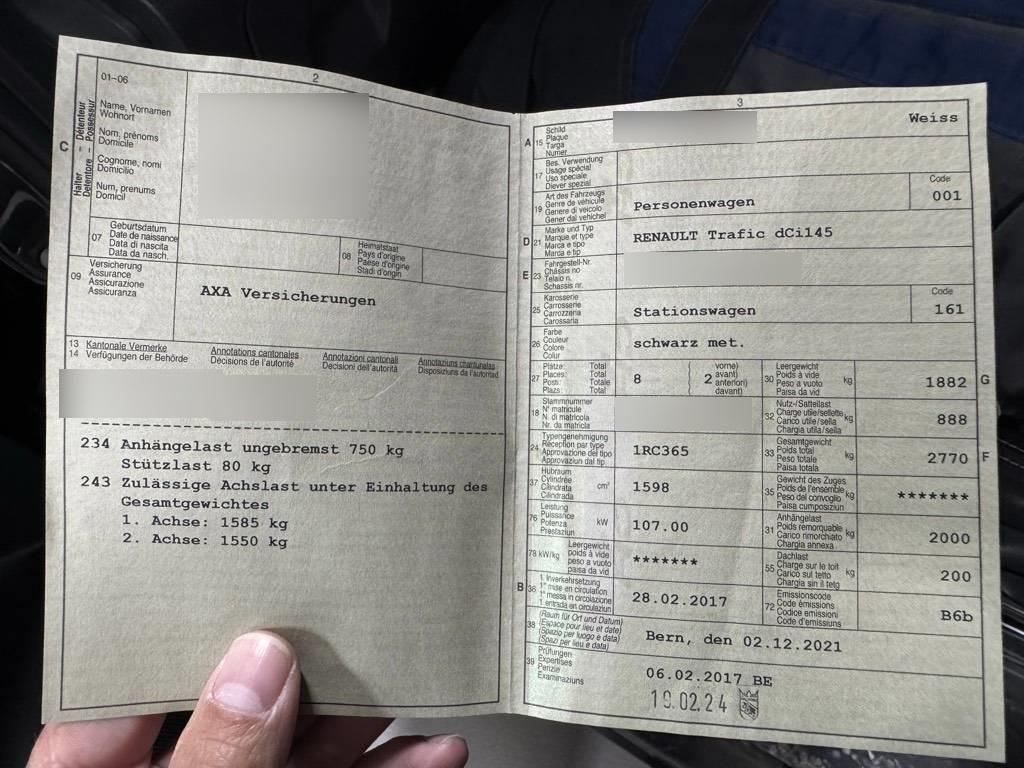 2
01–06
Name, Vornamen
Wohnort
Nom, prénoms
Domicile
Cognome, nomi
Domicilio
Num, prenums
Domicil
C
Halter – Détenteur
Detentore – Possessur
07
Geburtsdatum
Date de naissance
Data di nascita
Data da nasch.
08
Heimatstaat
Pays d'origine
Paese d'origine
Stadi d'origin
09
Versicherung
Assurance
Assicurazione
Assicuranza
AXA Versicherungen
13 Kantonale Vermerke
Annotations cantonales
Annotazioni cantonali
Annotaziuns chantunalas
14 Verfügungen der Behörde
Décisions de l'autorité
Decisioni dell'autorità
Disposiziuns da l'autoritad
234 Anhängelast ungebremst 750 kg
Stützlast 80 kg
243 Zulässige Achslast unter Einhaltung des
Gesamtgewichtes
1. Achse: 1585 kg
2. Achse: 1550 kg
3
A 15
Schild
Plaque
Targa
Numer
Weiss
17
Bes. Verwendung
Usage spécial
Uso speciale
Diever spezial
19
Art des Fahrzeugs
Genre de véhicule
Genere di veicolo
Gener dal vehichel
Personenwagen
Code
001
D 21
Marke und Typ
Marque et type
Marca e tipo
Marca e tip
RENAULT Trafic dCi145
E 23
Fahrgestell-Nr.
Châssis no
Telaio n.
Schassis nr.
25
Karosserie
Carrosserie
Carrozzeria
Carossaria
Stationswagen
Code
161
26
Farbe
Couleur
Colore
Colur
schwarz met.
27
Plätze: Total
Places: Total
Posti: Totale
Plazs: Total
8
2
vorne)
avant)
anteriori)
davant)
30
Leergewicht
Poids à vide
Peso a vuoto
Paisa da vid
kg
1882
G
18
Stammnummer
N° matricule
N. di matricola
Nr. da matricla
32
Nutz-/Sattellast
Charge utile/sellette
Carico utile/sella
Chargia utila/sella
kg
888
24
Typengenehmigung
Réception par type
Approvazione del tipo
Approvaziun dal tip
1RC365
33
Gesamtgewicht
Poids total
Peso totale
Paisa totala
kg
2770
F
37
Hubraum
Cylindrée
Cilindrata
Cilindrada
cm³
1598
35
Gewicht des Zuges
Poids de l'ensemble
Peso del convoglio
Paisa cumposiziun
kg
*******
76
Leistung
Puissance
Potenza
Prestaziun
kW
107.00
31
Anhängelast
Poids remorquable
Carico rimorchiato
Chargia annexa
kg
2000
78 kW/kg
Leergewicht
poids à vide
peso a vuoto
paisa da vid
*******
55
Dachlast
Charge sur le toit
Carico sul tetto
Chargia sin il tetg
kg
200
B 36
1. Inverkehrsetzung
1re mise en circulation
1a messa in circolazione
1. entrada en circulaziun
28.02.2017
72
Emissionscode
Code émissions
Codice emissioni
Code d'emissiuns
B6b
38
(Raum für Ort und Datum)
(Espace pour lieu et date)
(Spazio per luogo e data)
(Spazi per lieu e data)
Bern, den 02.12.2021
39
Prüfungen
Expertises
Perizie
Examinaziuns
06.02.2017 BE
19.02.24